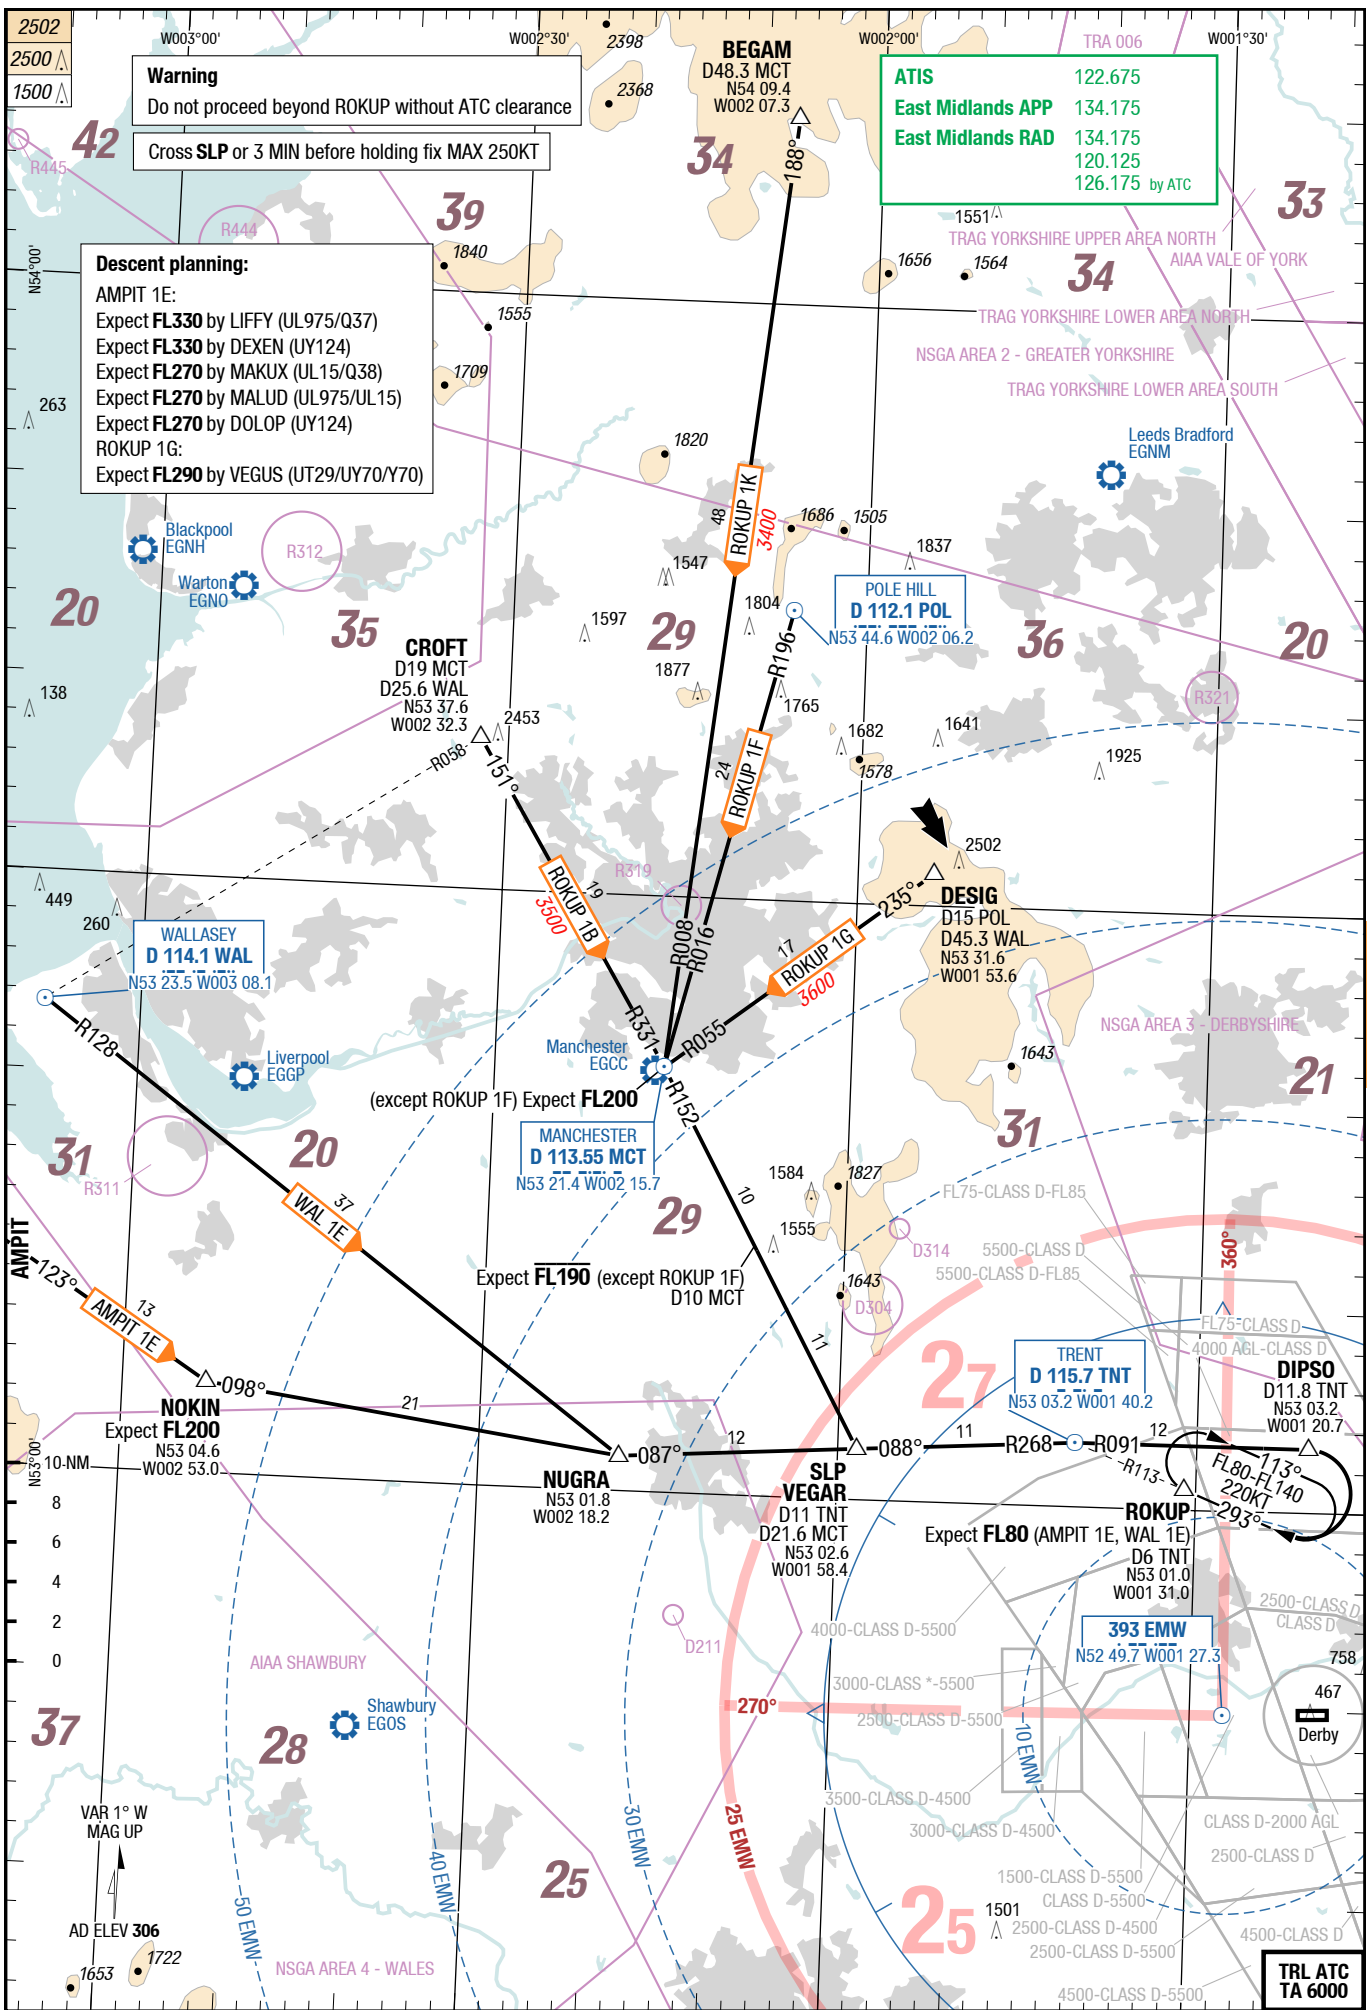 2502
2500
1500
W003°00'
W002°30'
W002°00'
W001°30'
Warning
Do not proceed beyond ROKUP without ATC clearance
Cross SLP or 3 MIN before holding fix MAX 250KT
2398
2368
BEGAM
D48.3 MCT
N54 09.4
W002 07.3
188°
TRA 006
ATIS 122.675
East Midlands APP 134.175
East Midlands RAD 134.175
120.125
126.175 by ATC
42
R445
R444
39
34
33
1551
TRAG YORKSHIRE UPPER AREA NORTH
AIAA VALE OF YORK
34
1656
1564
TRAG YORKSHIRE LOWER AREA NORTH
NSGA AREA 2 - GREATER YORKSHIRE
TRAG YORKSHIRE LOWER AREA SOUTH
N54°00'
Descent planning:
AMPIT 1E:
Expect FL330 by LIFFY (UL975/Q37)
Expect FL330 by DEXEN (UY124)
Expect FL270 by MAKUX (UL15/Q38)
Expect FL270 by MALUD (UL975/UL15)
Expect FL270 by DOLOP (UY124)
ROKUP 1G:
Expect FL290 by VEGUS (UT29/UY70/Y70)
1840
1555
1709
263
1820
Leeds Bradford
EGNM
48
ROKUP 1K
3400
1686
1505
1837
Blackpool
EGNH
R312
Warton
EGNO
1547
1804
POLE HILL
D 112.1 POL
N53 44.6 W002 06.2
20
35
1597
29
36
20
CROFT
D19 MCT
D25.6 WAL
N53 37.6
W002 32.3
1877
R196
1765
R321
138
2453
R058
151°
1682
1641
1578
1925
24
ROKUP 1F
2502
449
260
R319
19
ROKUP 1B
3500
235°
DESIG
D15 POL
D45.3 WAL
N53 31.6
W001 53.6
WALLASEY
D 114.1 WAL
N53 23.5 W003 08.1
R008
R016
17
ROKUP 1G
3600
R128
R331
R055
NSGA AREA 3 - DERBYSHIRE
Liverpool
EGGP
Manchester
EGCC
1643
21
(except ROKUP 1F) Expect FL200
R152
MANCHESTER
D 113.55 MCT
N53 21.4 W002 15.7
31
R311
20
31
37
WAL 1E
10
1584
1827
29
1555
FL75-CLASS D-FL85
D314
5500-CLASS D
5500-CLASS D-FL85
360°
AMPIT
123°
Expect FL190 (except ROKUP 1F)
D10 MCT
1643
D304
13
AMPIT 1E
11
FL75-CLASS D
4000 AGL-CLASS D
27
TRENT
D 115.7 TNT
N53 03.2 W001 40.2
DIPSO
D11.8 TNT
N53 03.2
W001 20.7
NOKIN
Expect FL200
N53 04.6
W002 53.0
098°
21
087°
12
088°
11
R268
R091
12
R113
113°
FL80-FL140
220KT
293°
NUGRA
N53 01.8
W002 18.2
SLP
VEGAR
D11 TNT
D21.6 MCT
N53 02.6
W001 58.4
ROKUP
Expect FL80 (AMPIT 1E, WAL 1E)
D6 TNT
N53 01.0
W001 31.0
N53°00'
10 NM
8
6
4
2
0
D211
4000-CLASS D-5500
393 EMW
N52 49.7 W001 27.3
2500-CLASS D
CLASS D
758
AIAA SHAWBURY
3000-CLASS *-5500
2500-CLASS D-5500
270°
467
Derby
Shawbury
EGOS
37
28
10 EMW
VAR 1° W
MAG UP
3500-CLASS D-4500
3000-CLASS D-4500
CLASS D-2000 AGL
2500-CLASS D
50 EMW
40 EMW
30 EMW
25 EMW
25
1500-CLASS D-5500
CLASS D-5500
AD ELEV 306
25
1501
2500-CLASS D-4500
2500-CLASS D-5500
4500-CLASS D
1653
1722
NSGA AREA 4 - WALES
4500-CLASS D-5500
TRL ATC
TA 6000